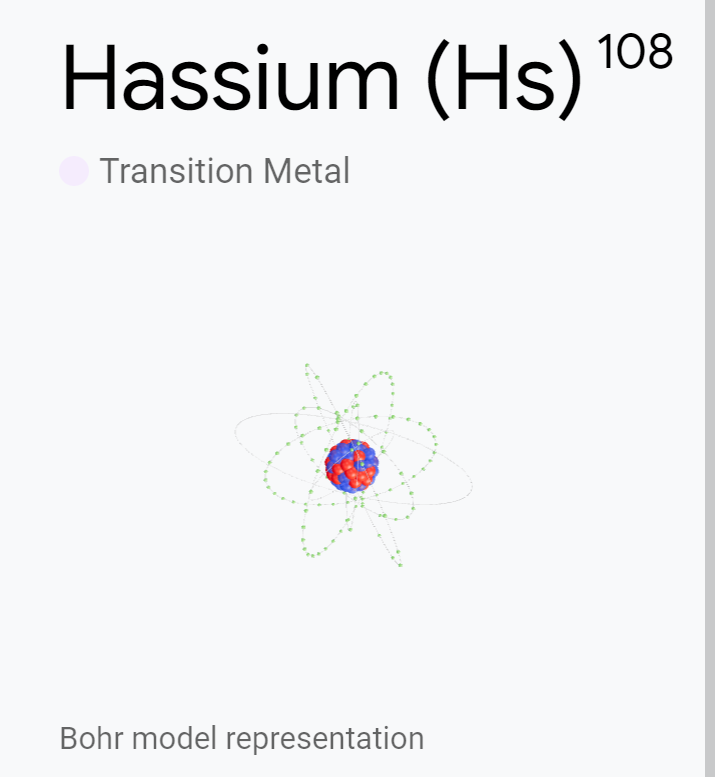 Hassium (Hs) 108
Transition Metal
Bohr model representation